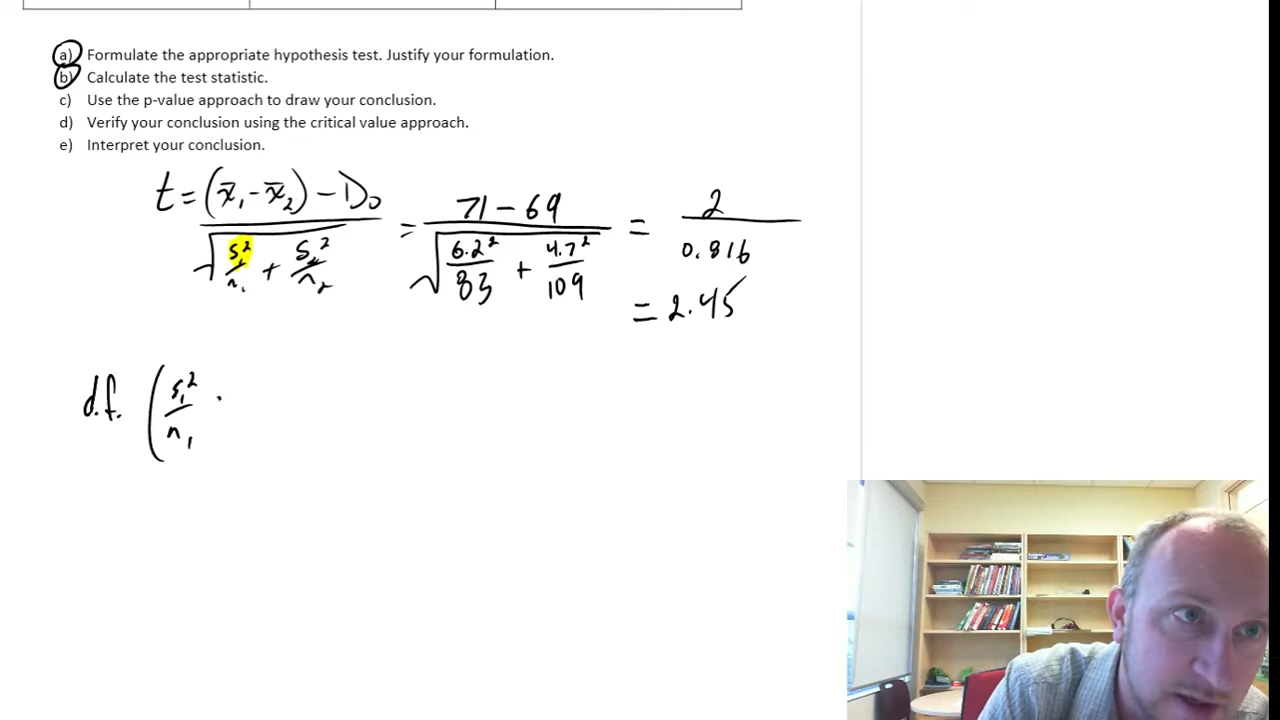 a) Formulate the appropriate hypothesis test. Justify your formulation.
b) Calculate the test statistic.
c) Use the p-value approach to draw your conclusion.
d) Verify your conclusion using the critical value approach.
e) Interpret your conclusion.
t = (x̄₁ - x̄₂) - D₀ / √(s₁²/n₁ + s₂²/n₂) = 71 - 69 / √(6.2²/83 + 4.7²/109) = 2 / 0.816
= 2.45
d.f. (s₁²/n₁